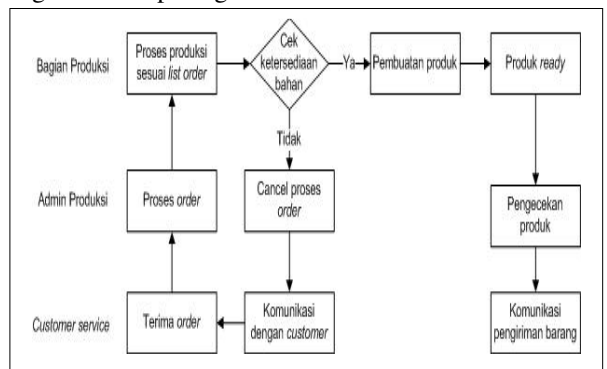 Bagian Produksi
Proses produksi
sesuai list order
Cek
ketersediaan
bahan
Ya
Pembuatan produk
Produk ready
Tidak
Admin Produksi
Proses order
Cancel proses
order
Pengecekan
produk
Customer service
Terima order
Komunikasi
dengan customer
Komunikasi
pengiriman barang